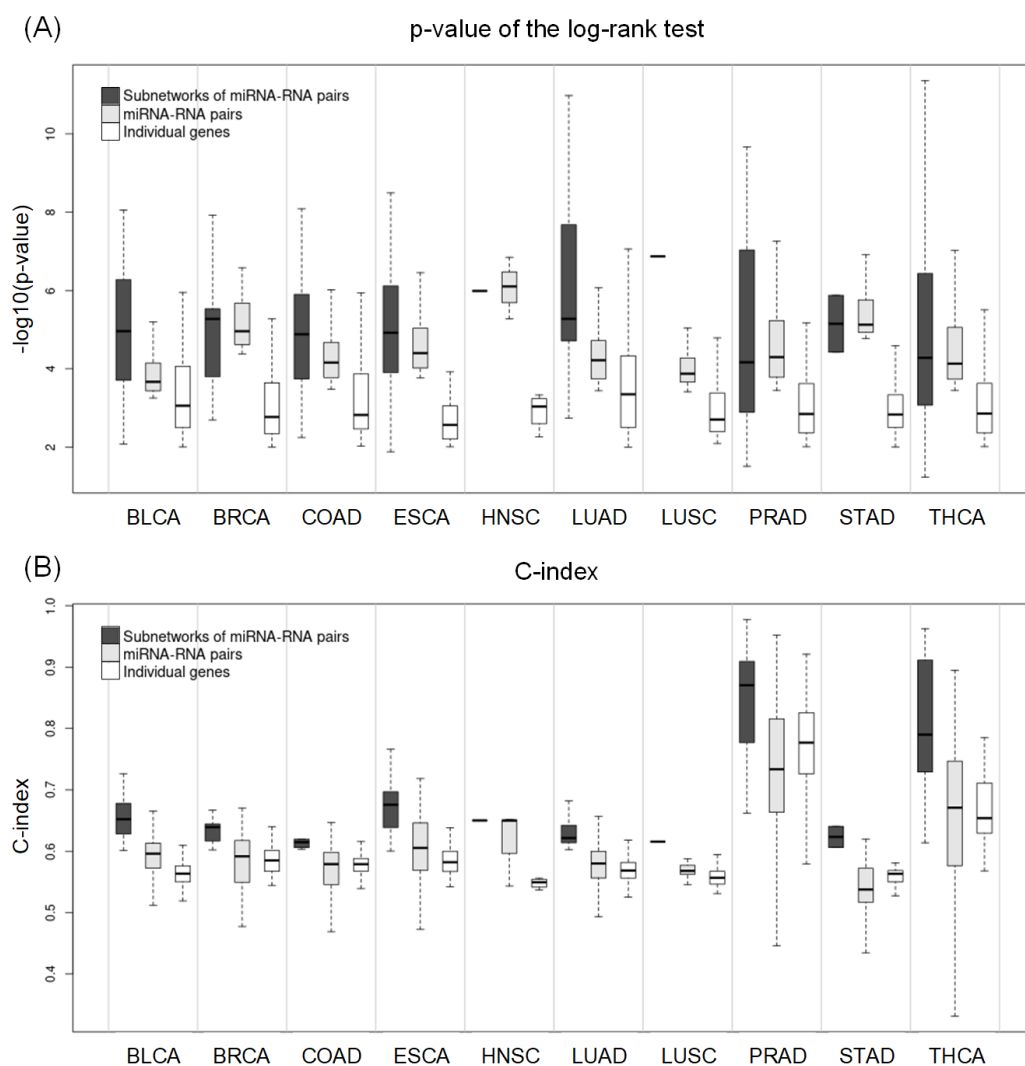 (A)
p-value of the log-rank test
Subnetworks of miRNA-RNA pairs
miRNA-RNA pairs
Individual genes
-log10(p-value)
10
8
6
4
2
BLCA BRCA COAD ESCA HNSC LUAD LUSC PRAD STAD THCA
(B)
C-index
Subnetworks of miRNA-RNA pairs
miRNA-RNA pairs
Individual genes
C-index
1.0
0.9
0.8
0.7
0.6
0.5
0.4
BLCA BRCA COAD ESCA HNSC LUAD LUSC PRAD STAD THCA